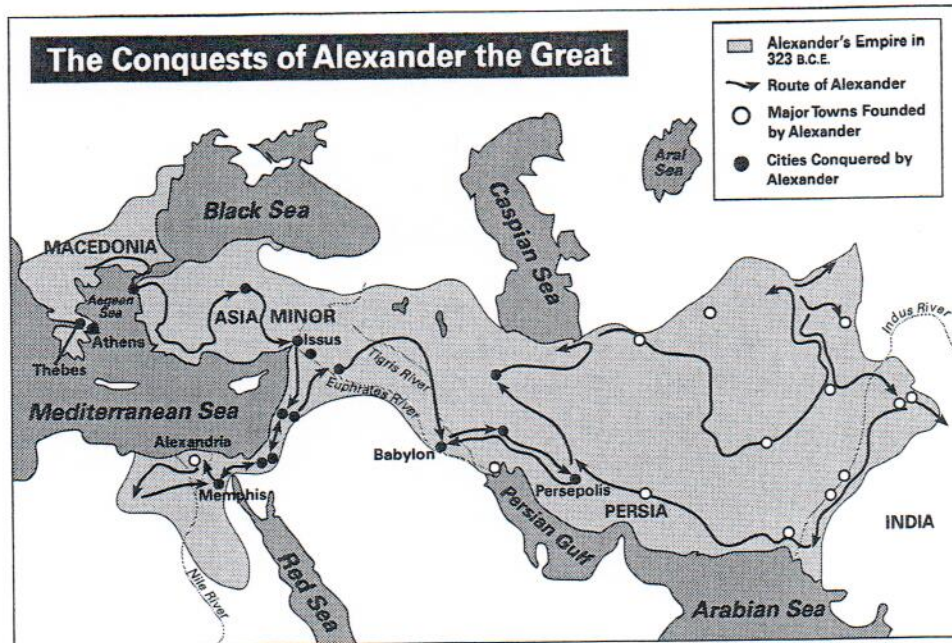 The Conquests of Alexander the Great
Alexander's Empire in
323 B.C.E.
Route of Alexander
Major Towns Founded
by Alexander
Cities Conquered by
Alexander
Aral
Sea
Black Sea
Caspian Sea
MACEDONIA
Aegean
Sea
ASIA MINOR
Issus
Athens
Thebes
Tigris River
Euphrates River
Indus River
Mediterranean Sea
Alexandria
Babylon
Memphis
Persepolis
PERSIA
Persian Gulf
INDIA
Nile River
Red Sea
Arabian Sea